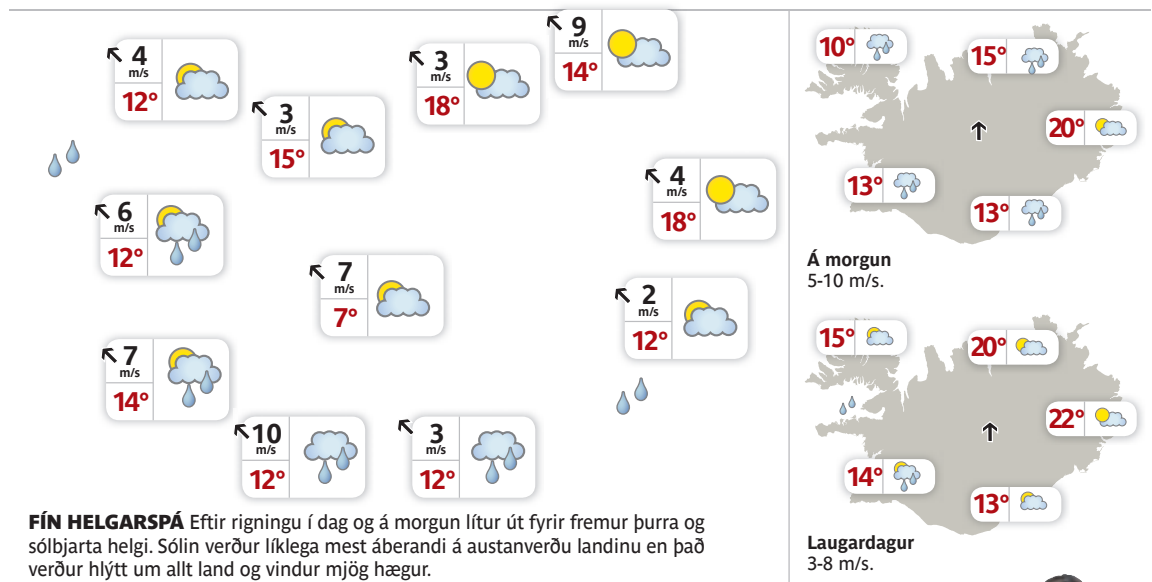 4
m/s
12°
3
m/s
15°
3
m/s
18°
9
m/s
14°
6
m/s
12°
7
m/s
7°
4
m/s
18°
2
m/s
12°
7
m/s
14°
10
m/s
12°
3
m/s
12°
FÍN HELGARSPÁ Eftir rigningu í dag og á morgun lítur út fyrir fremur þurra og
sólbjarta helgi. Sólin verður líklega mest áberandi á austanverðu landinu en það
verður hlýtt um allt land og vindur mjög hægur.
10°
15°
20°
13°
13°
Á morgun
5-10 m/s.
15°
20°
22°
14°
13°
Laugardagur
3-8 m/s.